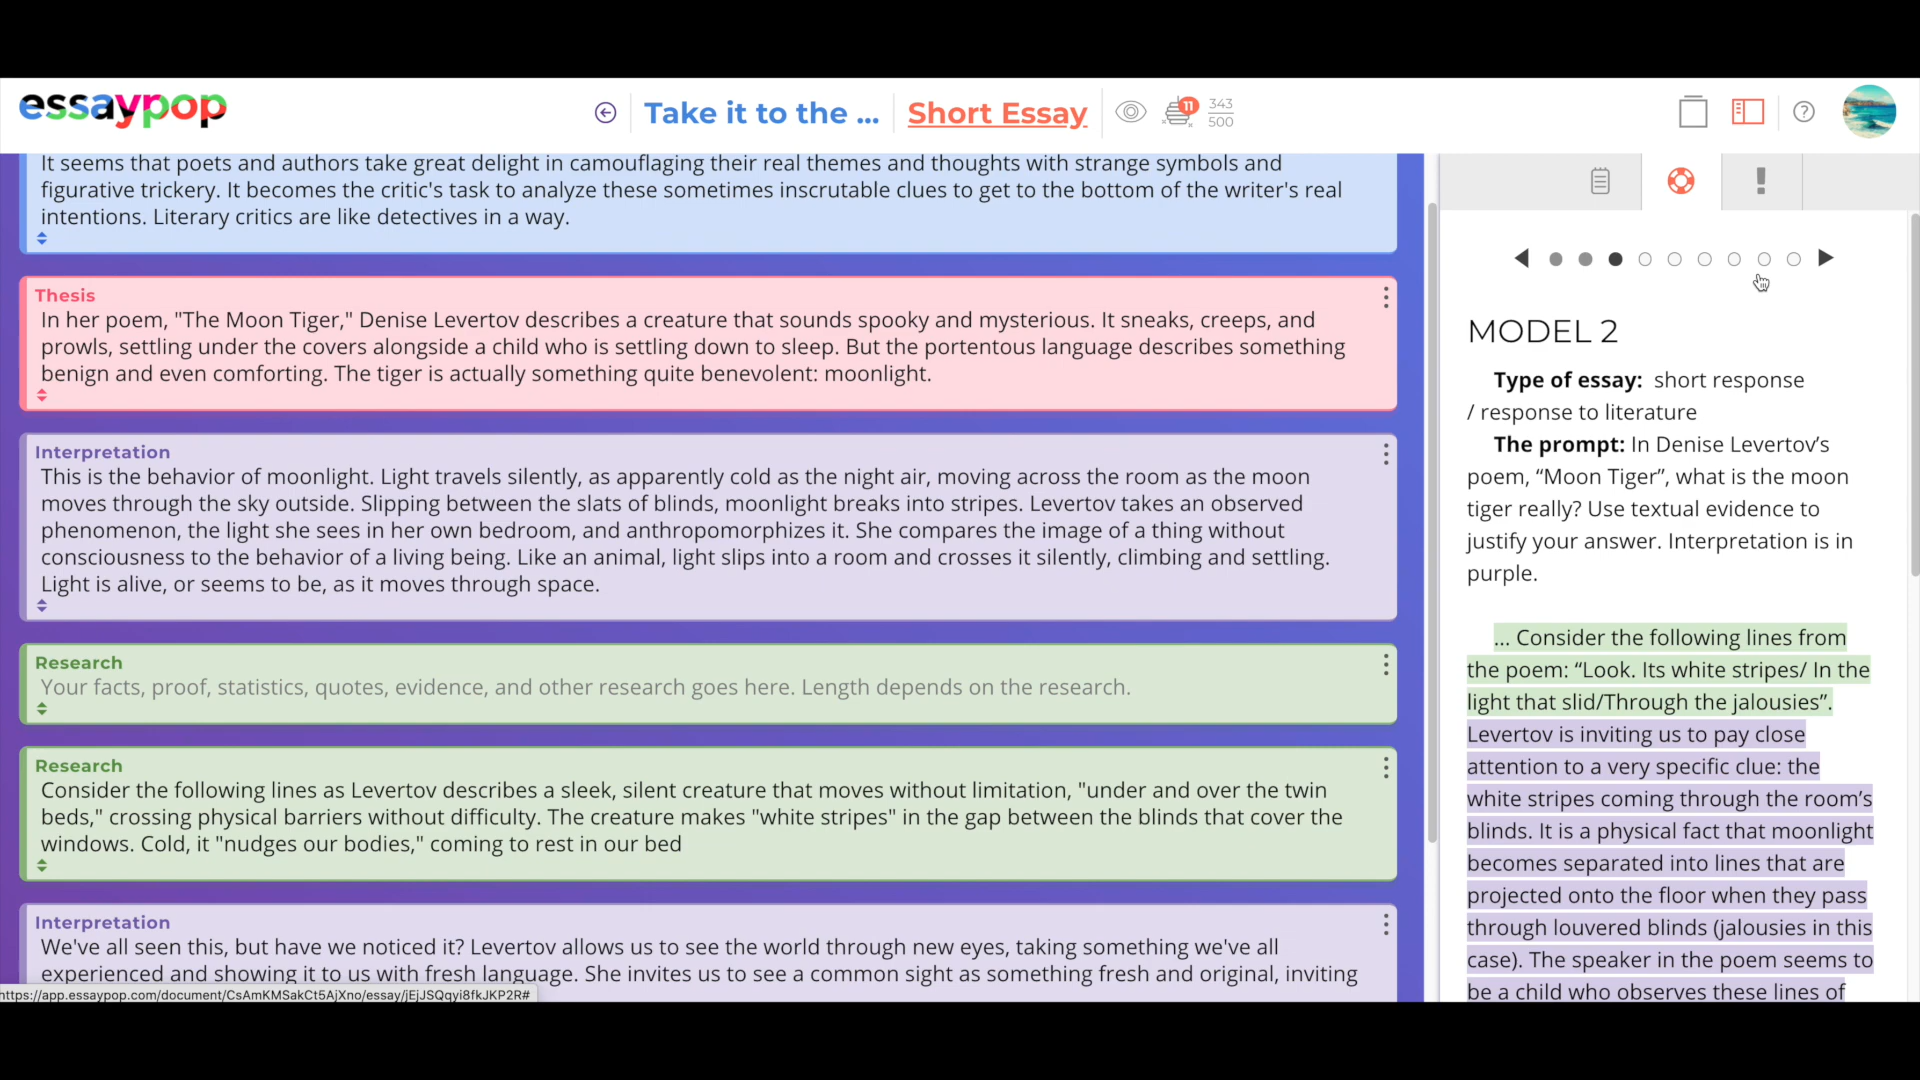 essaypop
Take it to the ...
Short Essay
11
343
500
It seems that poets and authors take great delight in camouflaging their real themes and thoughts with strange symbols and
figurative trickery. It becomes the critic's task to analyze these sometimes inscrutable clues to get to the bottom of the writer's real
intentions. Literary critics are like detectives in a way.
Thesis
In her poem, "The Moon Tiger," Denise Levertov describes a creature that sounds spooky and mysterious. It sneaks, creeps, and
prowls, settling under the covers alongside a child who is settling down to sleep. But the portentous language describes something
benign and even comforting. The tiger is actually something quite benevolent: moonlight.
Interpretation
This is the behavior of moonlight. Light travels silently, as apparently cold as the night air, moving across the room as the moon
moves through the sky outside. Slipping between the slats of blinds, moonlight breaks into stripes. Levertov takes an observed
phenomenon, the light she sees in her own bedroom, and anthropomorphizes it. She compares the image of a thing without
consciousness to the behavior of a living being. Like an animal, light slips into a room and crosses it silently, climbing and settling.
Light is alive, or seems to be, as it moves through space.
Research
Your facts, proof, statistics, quotes, evidence, and other research goes here. Length depends on the research.
Research
Consider the following lines as Levertov describes a sleek, silent creature that moves without limitation, "under and over the twin
beds," crossing physical barriers without difficulty. The creature makes "white stripes" in the gap between the blinds that cover the
windows. Cold, it "nudges our bodies," coming to rest in our bed
Interpretation
We've all seen this, but have we noticed it? Levertov allows us to see the world through new eyes, taking something we've all
experienced and showing it to us with fresh language. She invites us to see a common sight as something fresh and original, inviting
https://app.essaypop.com/document/CsAmKMSakCt5AjXno/essay/jEjJSQqyi8fkJKP2R#
MODEL 2
Type of essay: short response
/ response to literature
The prompt: In Denise Levertov's
poem, “Moon Tiger”, what is the moon
tiger really? Use textual evidence to
justify your answer. Interpretation is in
purple.
... Consider the following lines from
the poem: “Look. Its white stripes/ In the
light that slid/Through the jalousies”.
Levertov is inviting us to pay close
attention to a very specific clue: the
white stripes coming through the room's
blinds. It is a physical fact that moonlight
becomes separated into lines that are
projected onto the floor when they pass
through louvered blinds (jalousies in this
case). The speaker in the poem seems to
be a child who observes these lines of